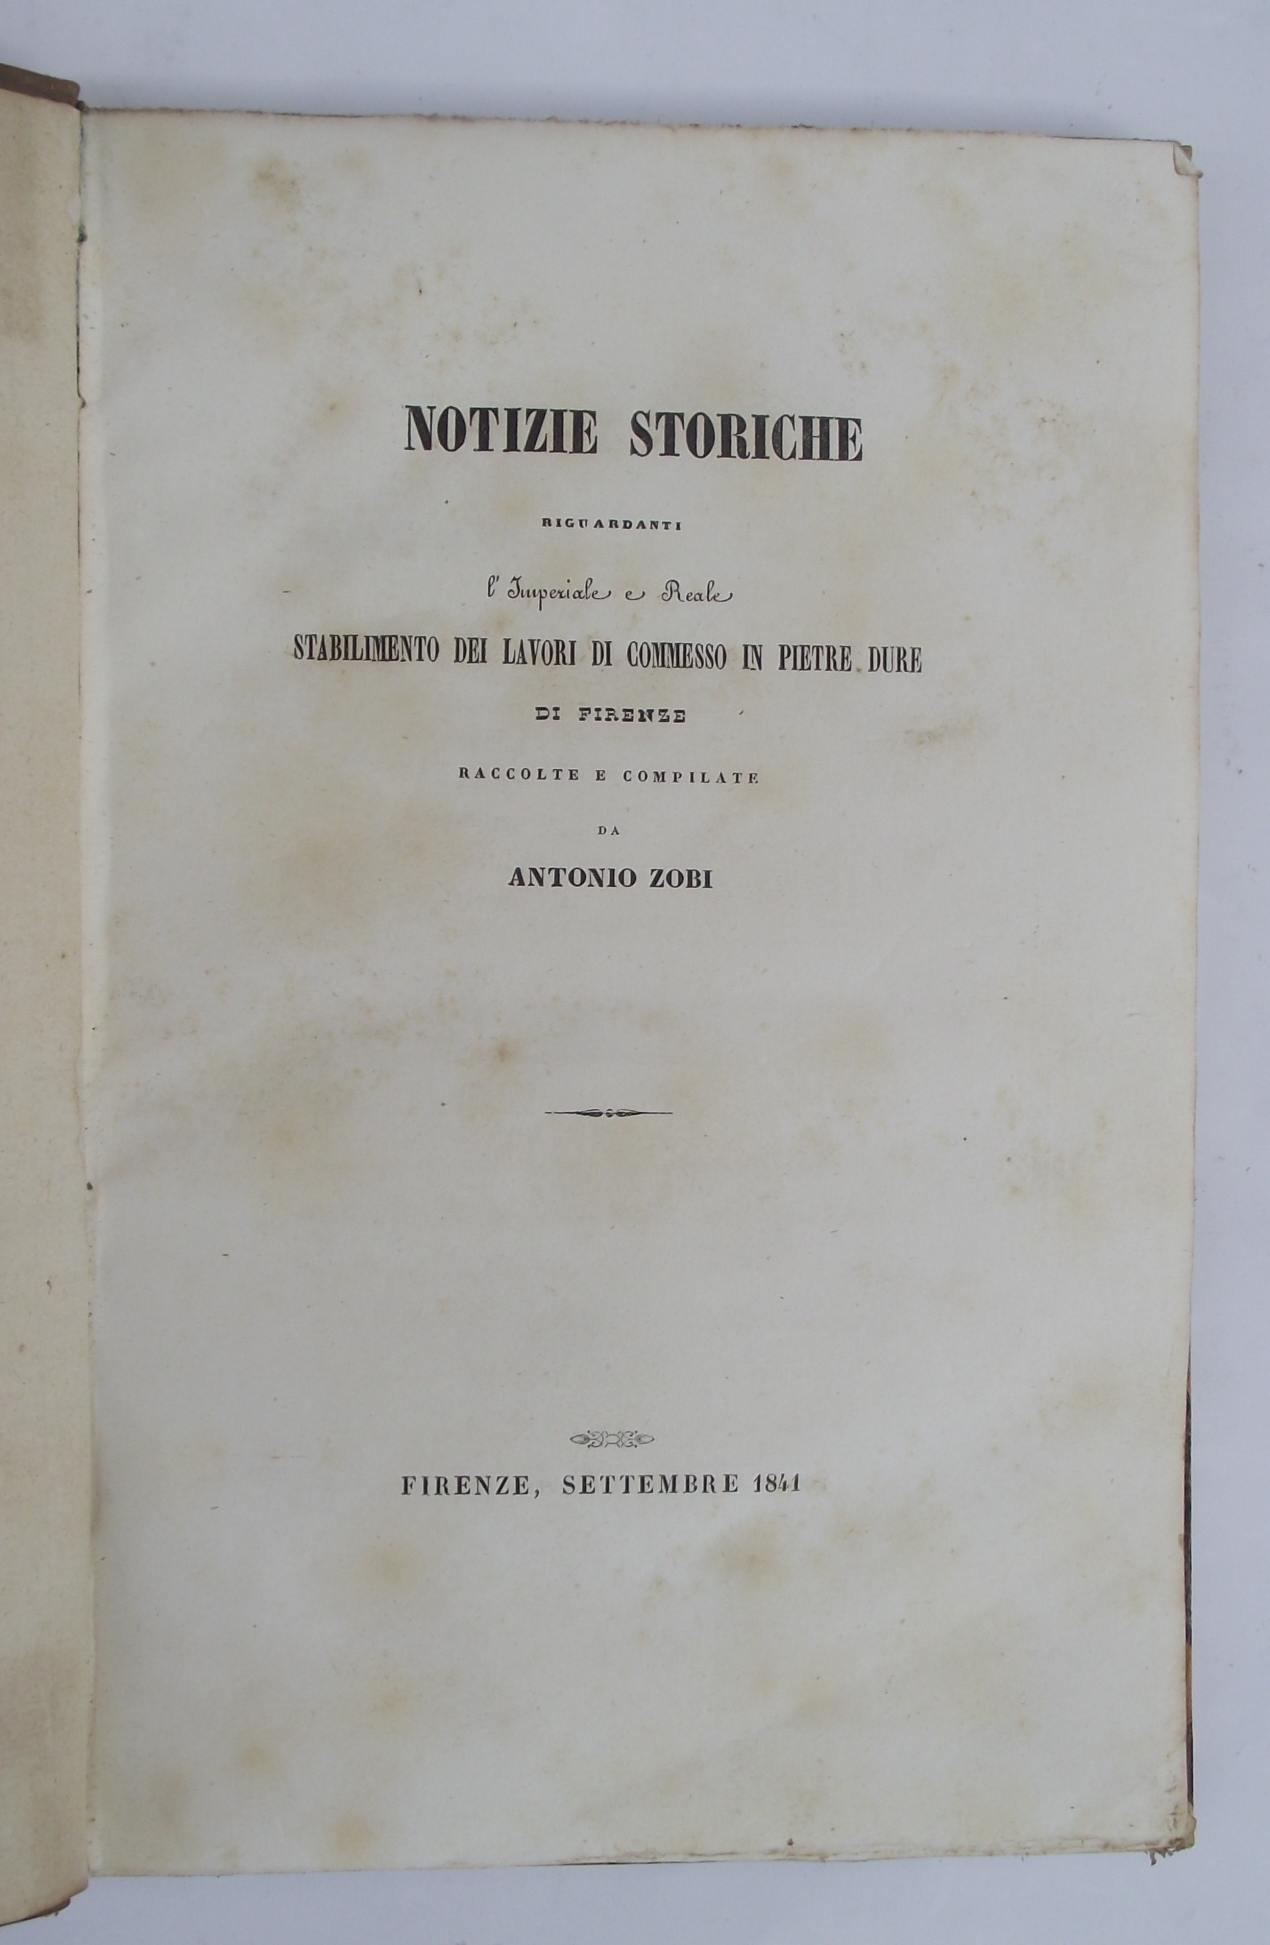 NOTIZIE STORICHE
RIGUARDANTI
l' Imperiale e Reale
STABILIMENTO DEI LAVORI DI COMMESSO IN PIETRE DURE
DI FIRENZE
RACCOLTE E COMPILATE
DA
ANTONIO ZOBI
FIRENZE, SETTEMBRE 1841